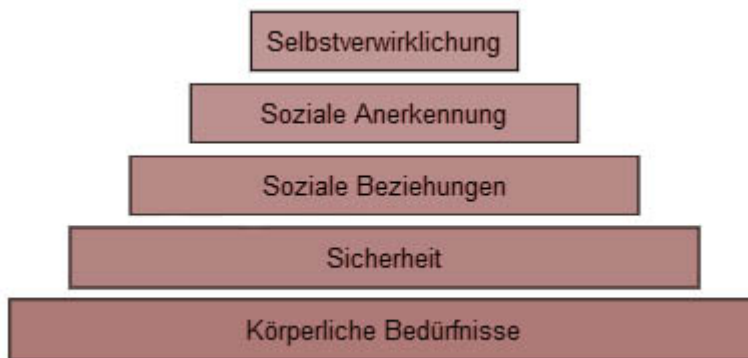 Selbstverwirklichung
Soziale Anerkennung
Soziale Beziehungen
Sicherheit
Körperliche Bedürfnisse